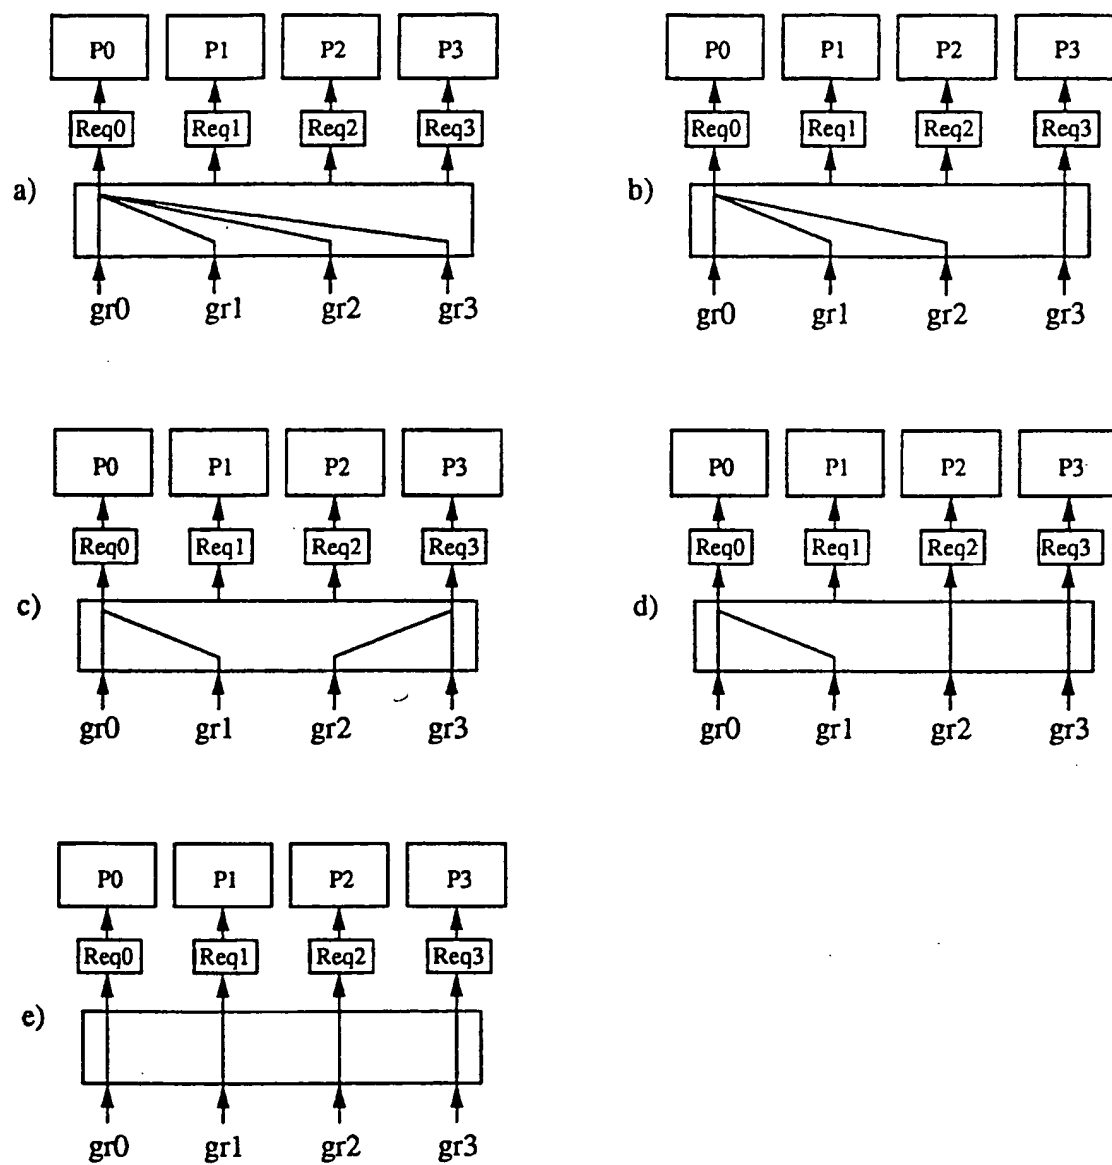 P0 P1 P2 P3
Req0 Req1 Req2 Req3
a)
gr0 gr1 gr2 gr3
P0 P1 P2 P3
Req0 Req1 Req2 Req3
b)
gr0 gr1 gr2 gr3
P0 P1 P2 P3
Req0 Req1 Req2 Req3
c)
gr0 gr1 gr2 gr3
P0 P1 P2 P3
Req0 Req1 Req2 Req3
d)
gr0 gr1 gr2 gr3
P0 P1 P2 P3
Req0 Req1 Req2 Req3
e)
gr0 gr1 gr2 gr3